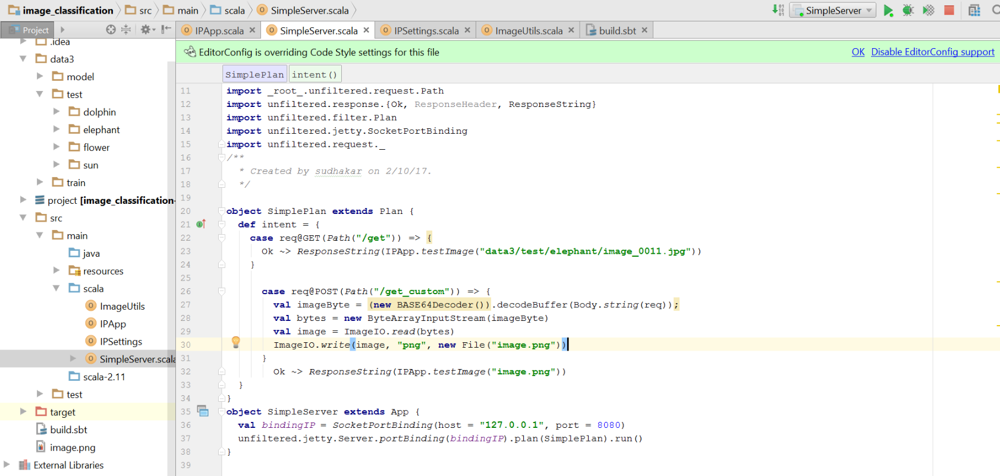 image_classification src main scala SimpleServer.scala SimpleServer
Project IPApp.scala SimpleServer.scala IPSettings.scala ImageUtils.scala build.sbt
EditorConfig is overriding Code Style settings for this file OK Disable EditorConfig support
SimplePlan intent()
.idea
data3
model
test
dolphin
elephant
flower
sun
train
project [image_classification-
src
main
java
resources
scala
ImageUtils
IPApp
IPSettings
SimpleServer.scala
scala-2.11
test
target
build.sbt
image.png
External Libraries
11 import _root_.unfiltered.request.Path
12 import unfiltered.response.{Ok, ResponseHeader, ResponseString}
13 import unfiltered.filter.Plan
14 import unfiltered.jetty.SocketPortBinding
15 import unfiltered.request._
16 /**
17 * Created by sudhakar on 2/10/17.
18 */
19
20 object SimplePlan extends Plan {
21 def intent = {
22 case req@GET(Path("/get")) => {
23 Ok ~> ResponseString(IPApp.testImage("data3/test/elephant/image_0011.jpg"))
24 }
25
26 case req@POST(Path("/get_custom")) => {
27 val imageByte = (new BASE64Decoder()).decodeBuffer(Body.string(req));
28 val bytes = new ByteArrayInputStream(imageByte)
29 val image = ImageIO.read(bytes)
30 ImageIO.write(image, "png", new File("image.png"))
31 }
32 Ok ~> ResponseString(IPApp.testImage("image.png"))
33 }
34 }
35 object SimpleServer extends App {
36 val bindingIP = SocketPortBinding(host = "127.0.0.1", port = 8080)
37 unfiltered.jetty.Server.portBinding(bindingIP).plan(SimplePlan).run()
38 }
39